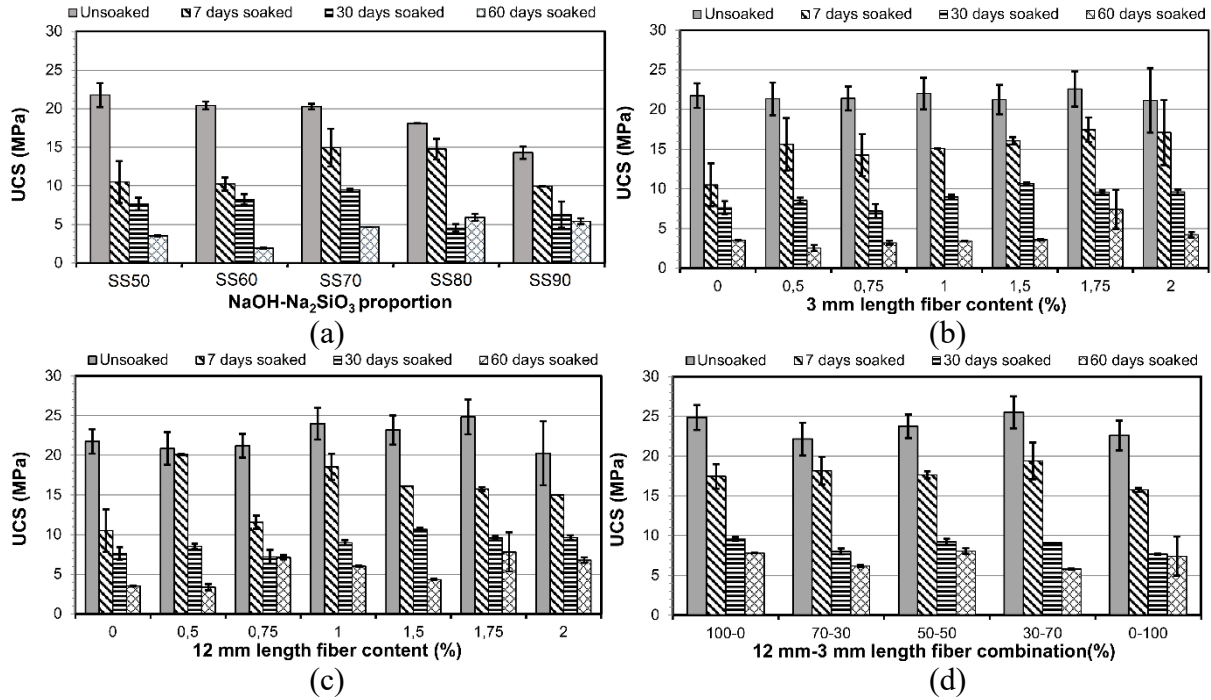 Unsoaked 7 days soaked 30 days soaked 60 days soaked
30
25
20
15
10
5
0
UCS (MPa)
SS50 SS60 SS70 SS80 SS90
NaOH-Na₂SiO₃ proportion
(a)
Unsoaked 7 days soaked 30 days soaked 60 days soaked
30
25
20
15
10
5
0
UCS (MPa)
0 0,5 0,75 1 1,5 1,75 2
3 mm length fiber content (%)
(b)
Unsoaked 7 days soaked 30 days soaked 60 days soaked
30
25
20
15
10
5
0
UCS (MPa)
0 0,5 0,75 1 1,5 1,75 2
12 mm length fiber content (%)
(c)
Unsoaked 7 days soaked 30 days soaked 60 days soaked
30
25
20
15
10
5
0
UCS (MPa)
100-0 70-30 50-50 30-70 0-100
12 mm-3 mm length fiber combination(%)
(d)